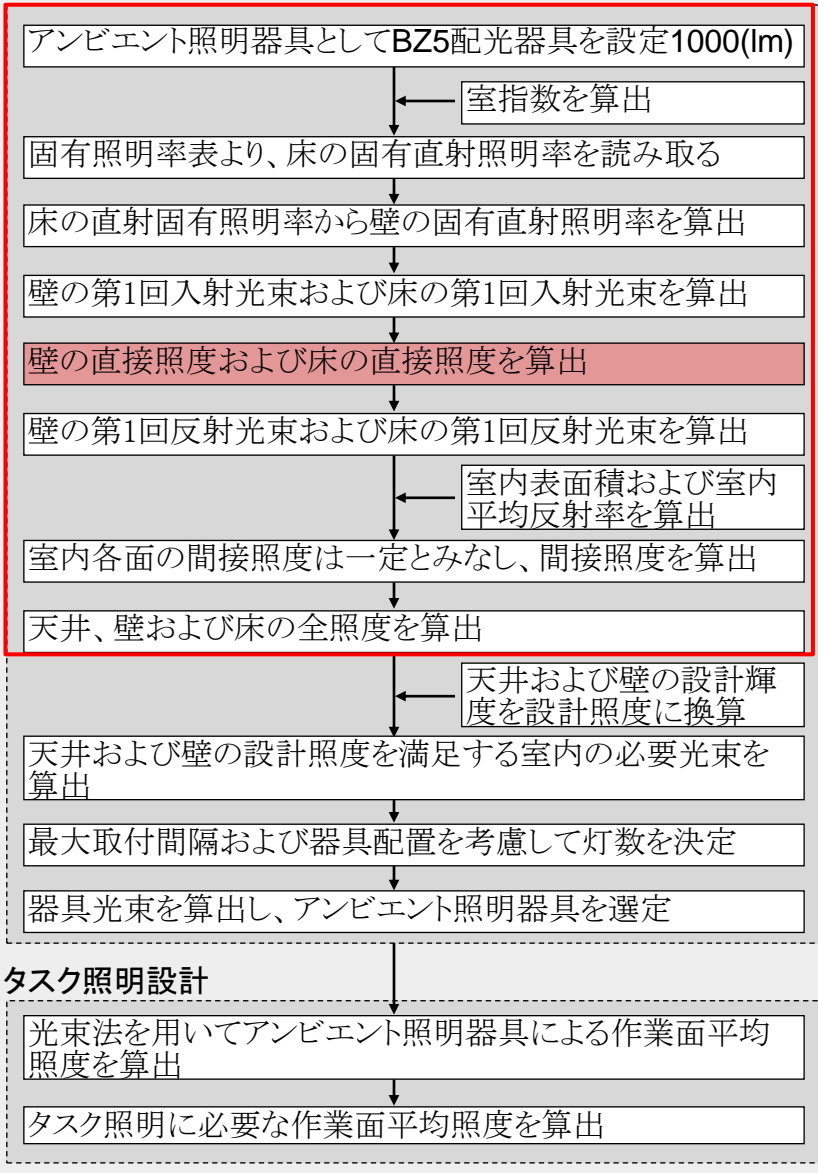 アンビエント照明器具としてBZ5配光器具を設定1000(lm)
室指数を算出
固有照明率表より、床の固有直射照明率を読み取る
床の直射固有照明率から壁の固有直射照明率を算出
壁の第1回入射光束および床の第1回入射光束を算出
壁の直接照度および床の直接照度を算出
壁の第1回反射光束および床の第1回反射光束を算出
室内表面積および室内
平均反射率を算出
室内各面の間接照度は一定とみなし、間接照度を算出
天井、壁および床の全照度を算出
天井および壁の設計輝
度を設計照度に換算
天井および壁の設計照度を満足する室内の必要光束を
算出
最大取付間隔および器具配置を考慮して灯数を決定
器具光束を算出し、アンビエント照明器具を選定
タスク照明設計
光束法を用いてアンビエント照明器具による作業面平均
照度を算出
タスク照明に必要な作業面平均照度を算出